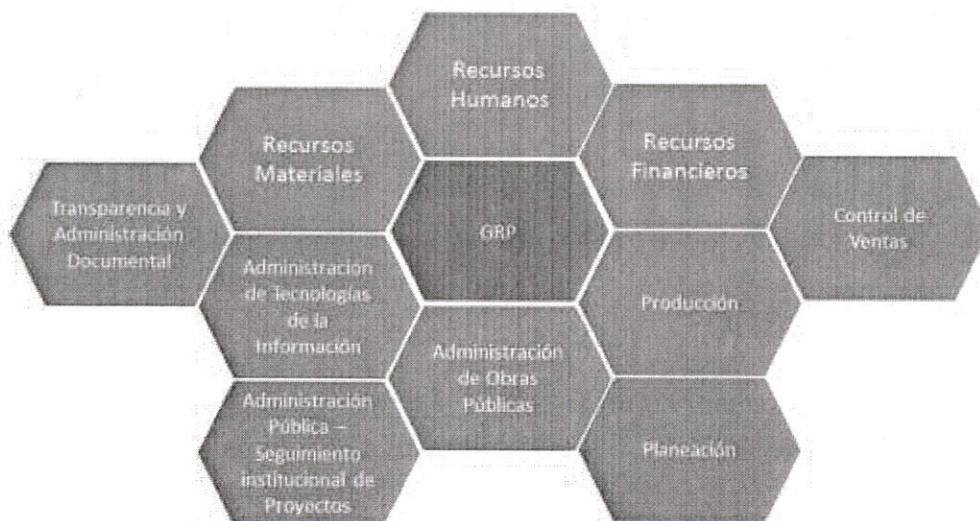 Recursos
Humanos
Recursos
Materiales
Recursos
Financieros
Transparencia y
Administración
Documental
GRP
Control de
Ventas
Administración
de Tecnologías
de la
Información
Producción
Administración
de Obras
Públicas
Administración
Pública –
Seguimiento
institucional de
Proyectos
Planeación